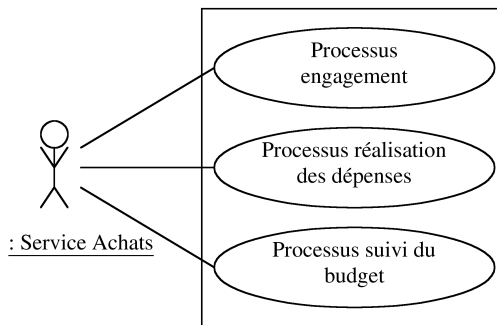 Processus
engagement
Processus réalisation
des dépenses
: Service Achats
Processus suivi du
budget